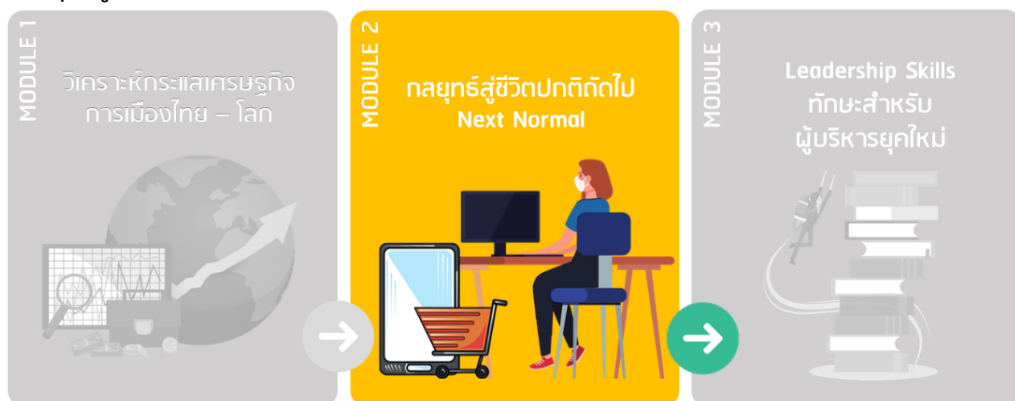 MODULE 1
วิเคราะห์กระแสเศรษฐกิจ
การเมืองไทย – โลก
MODULE 2
กลยุทธ์สู่ชีวิตปกติถัดไป
Next Normal
MODULE 3
Leadership Skills
ทักษะสำหรับ
ผู้บริหารยุคใหม่